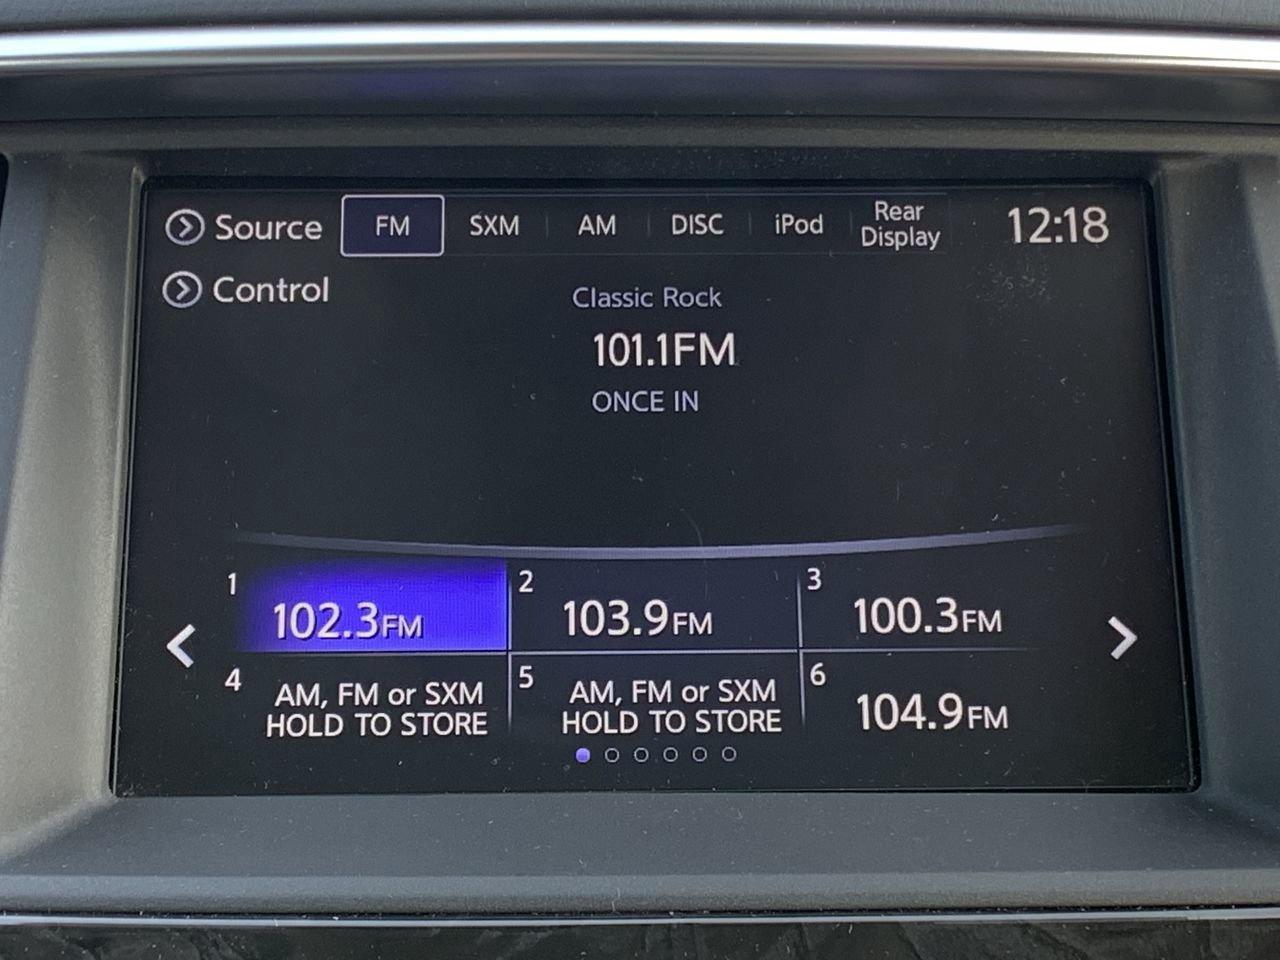 Source FM SXM AM DISC iPod Rear Display 12:18
Control
Classic Rock
101.1FM
ONCE IN
1 102.3FM
2 103.9FM
3 100.3FM
4 AM, FM or SXM
HOLD TO STORE
5 AM, FM or SXM
HOLD TO STORE
6 104.9FM